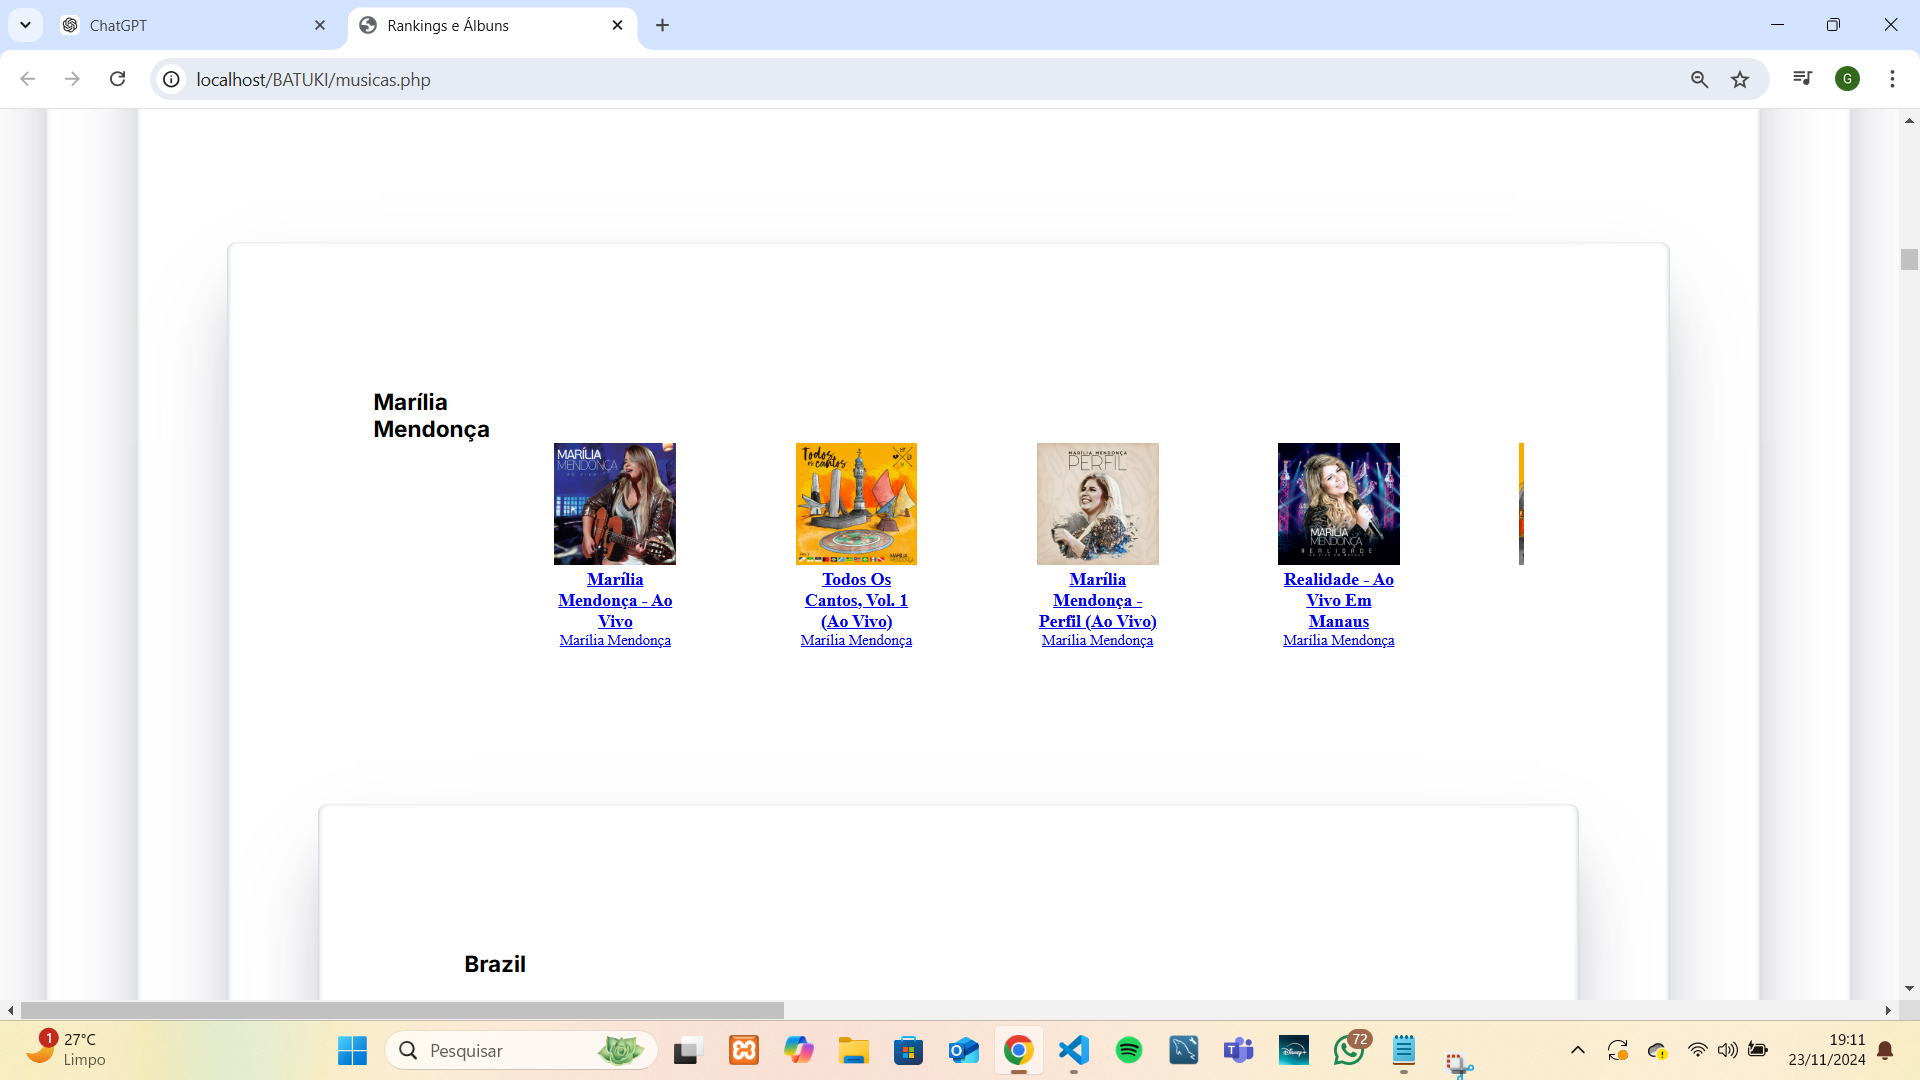 ChatGPT
Rankings e Álbuns
localhost/BATUKI/musicas.php
G
Marília
Mendonça
MARÍLIA
MENDONÇA
Todos
os cantos
MARÍLIA MENDONÇA
PERFIL
MARÍLIA
MENDONÇA
REALIDADE
Marília
Mendonça - Ao
Vivo
Marília Mendonça
Todos Os
Cantos, Vol. 1
(Ao Vivo)
Marília Mendonça
Marília
Mendonça -
Perfil (Ao Vivo)
Marília Mendonça
Realidade - Ao
Vivo Em
Manaus
Marília Mendonça
Brazil
1
27°C
Limpo
Pesquisar
Disney+
72
19:11
23/11/2024